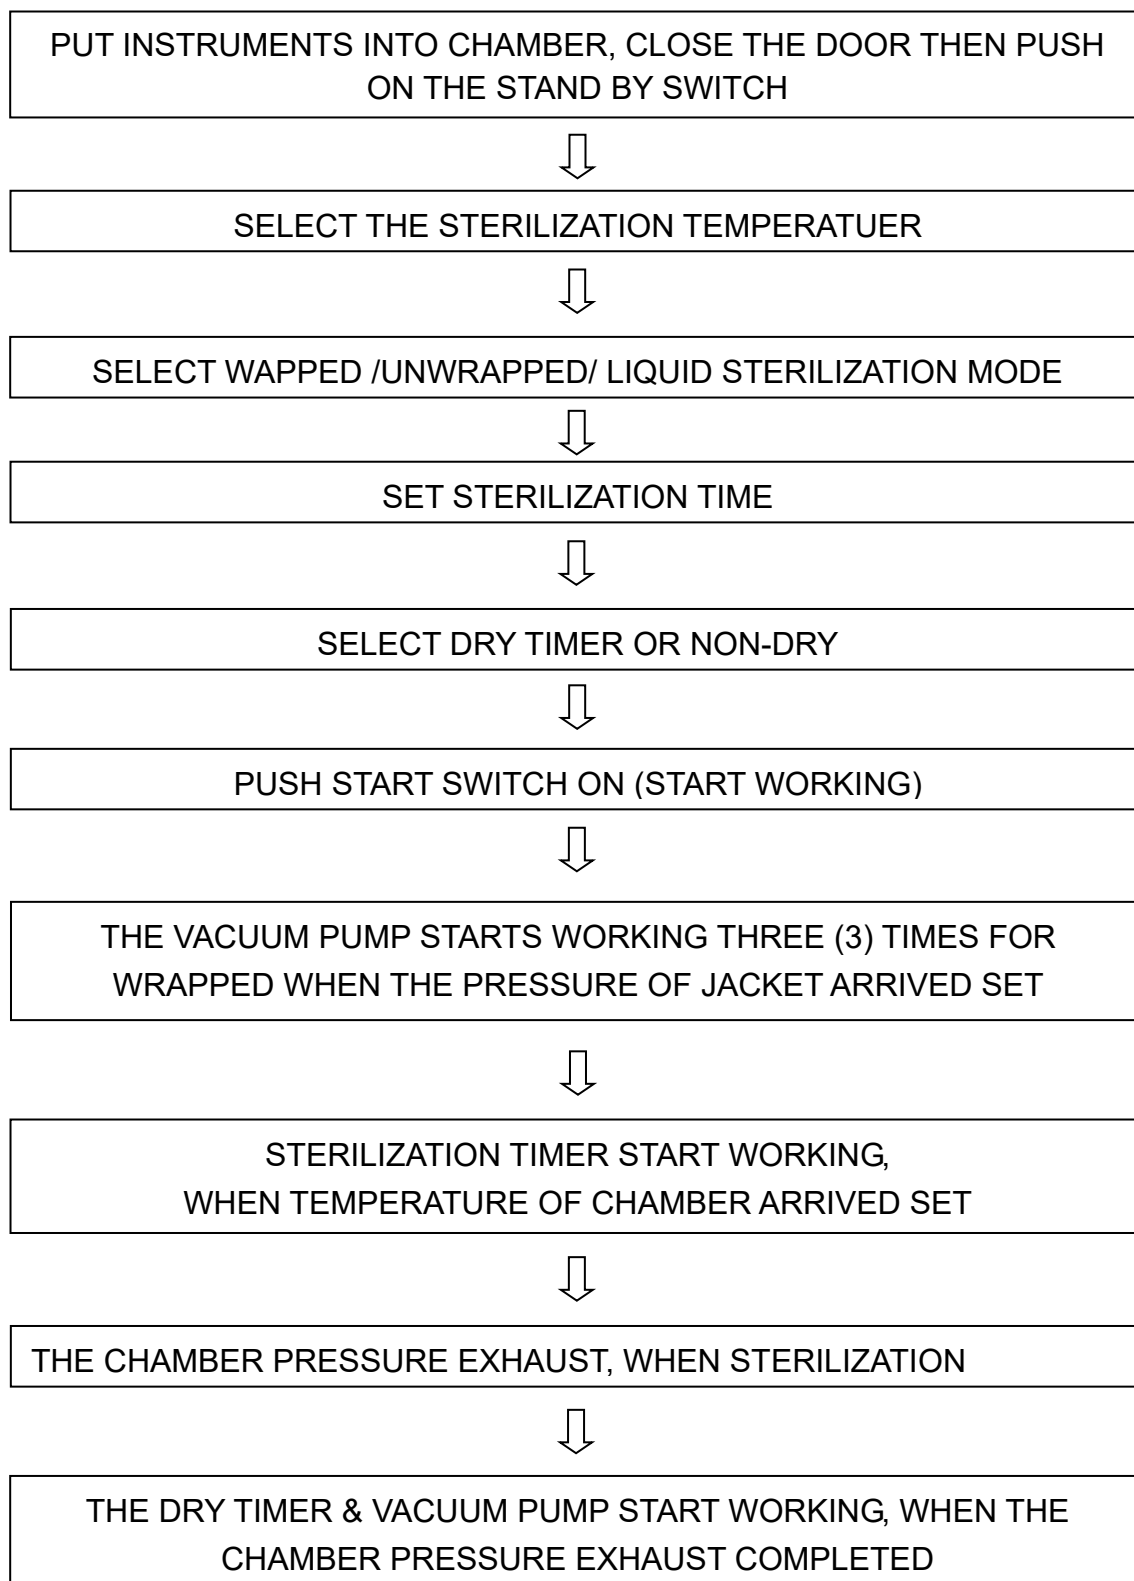 PUT INSTRUMENTS INTO CHAMBER, CLOSE THE DOOR THEN PUSH
ON THE STAND BY SWITCH
SELECT THE STERILIZATION TEMPERATUER
SELECT WAPPED /UNWRAPPED/ LIQUID STERILIZATION MODE
SET STERILIZATION TIME
SELECT DRY TIMER OR NON-DRY
PUSH START SWITCH ON (START WORKING)
THE VACUUM PUMP STARTS WORKING THREE (3) TIMES FOR
WRAPPED WHEN THE PRESSURE OF JACKET ARRIVED SET
STERILIZATION TIMER START WORKING,
WHEN TEMPERATURE OF CHAMBER ARRIVED SET
THE CHAMBER PRESSURE EXHAUST, WHEN STERILIZATION
THE DRY TIMER & VACUUM PUMP START WORKING, WHEN THE
CHAMBER PRESSURE EXHAUST COMPLETED